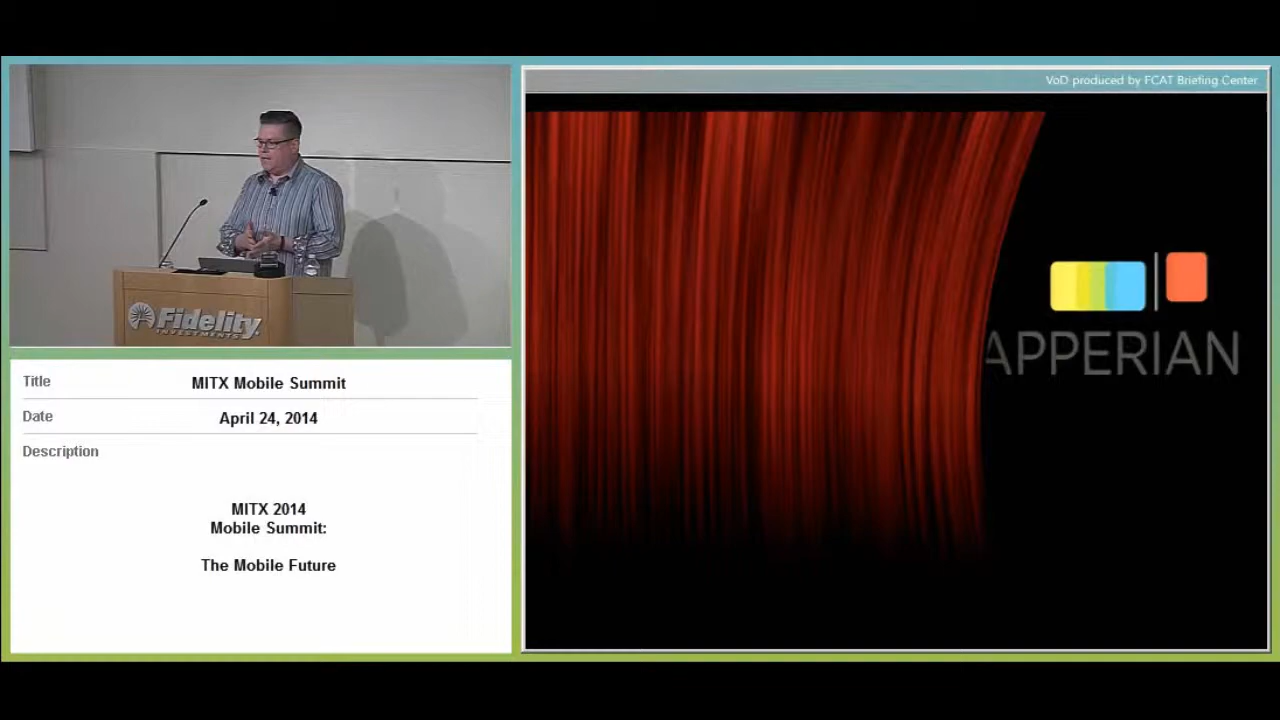 VoD produced by FCAT Briefing Center
Fidelity
INVESTMENTS
APPERIAN
Title
MITX Mobile Summit
Date
April 24, 2014
Description
MITX 2014
Mobile Summit:
The Mobile Future